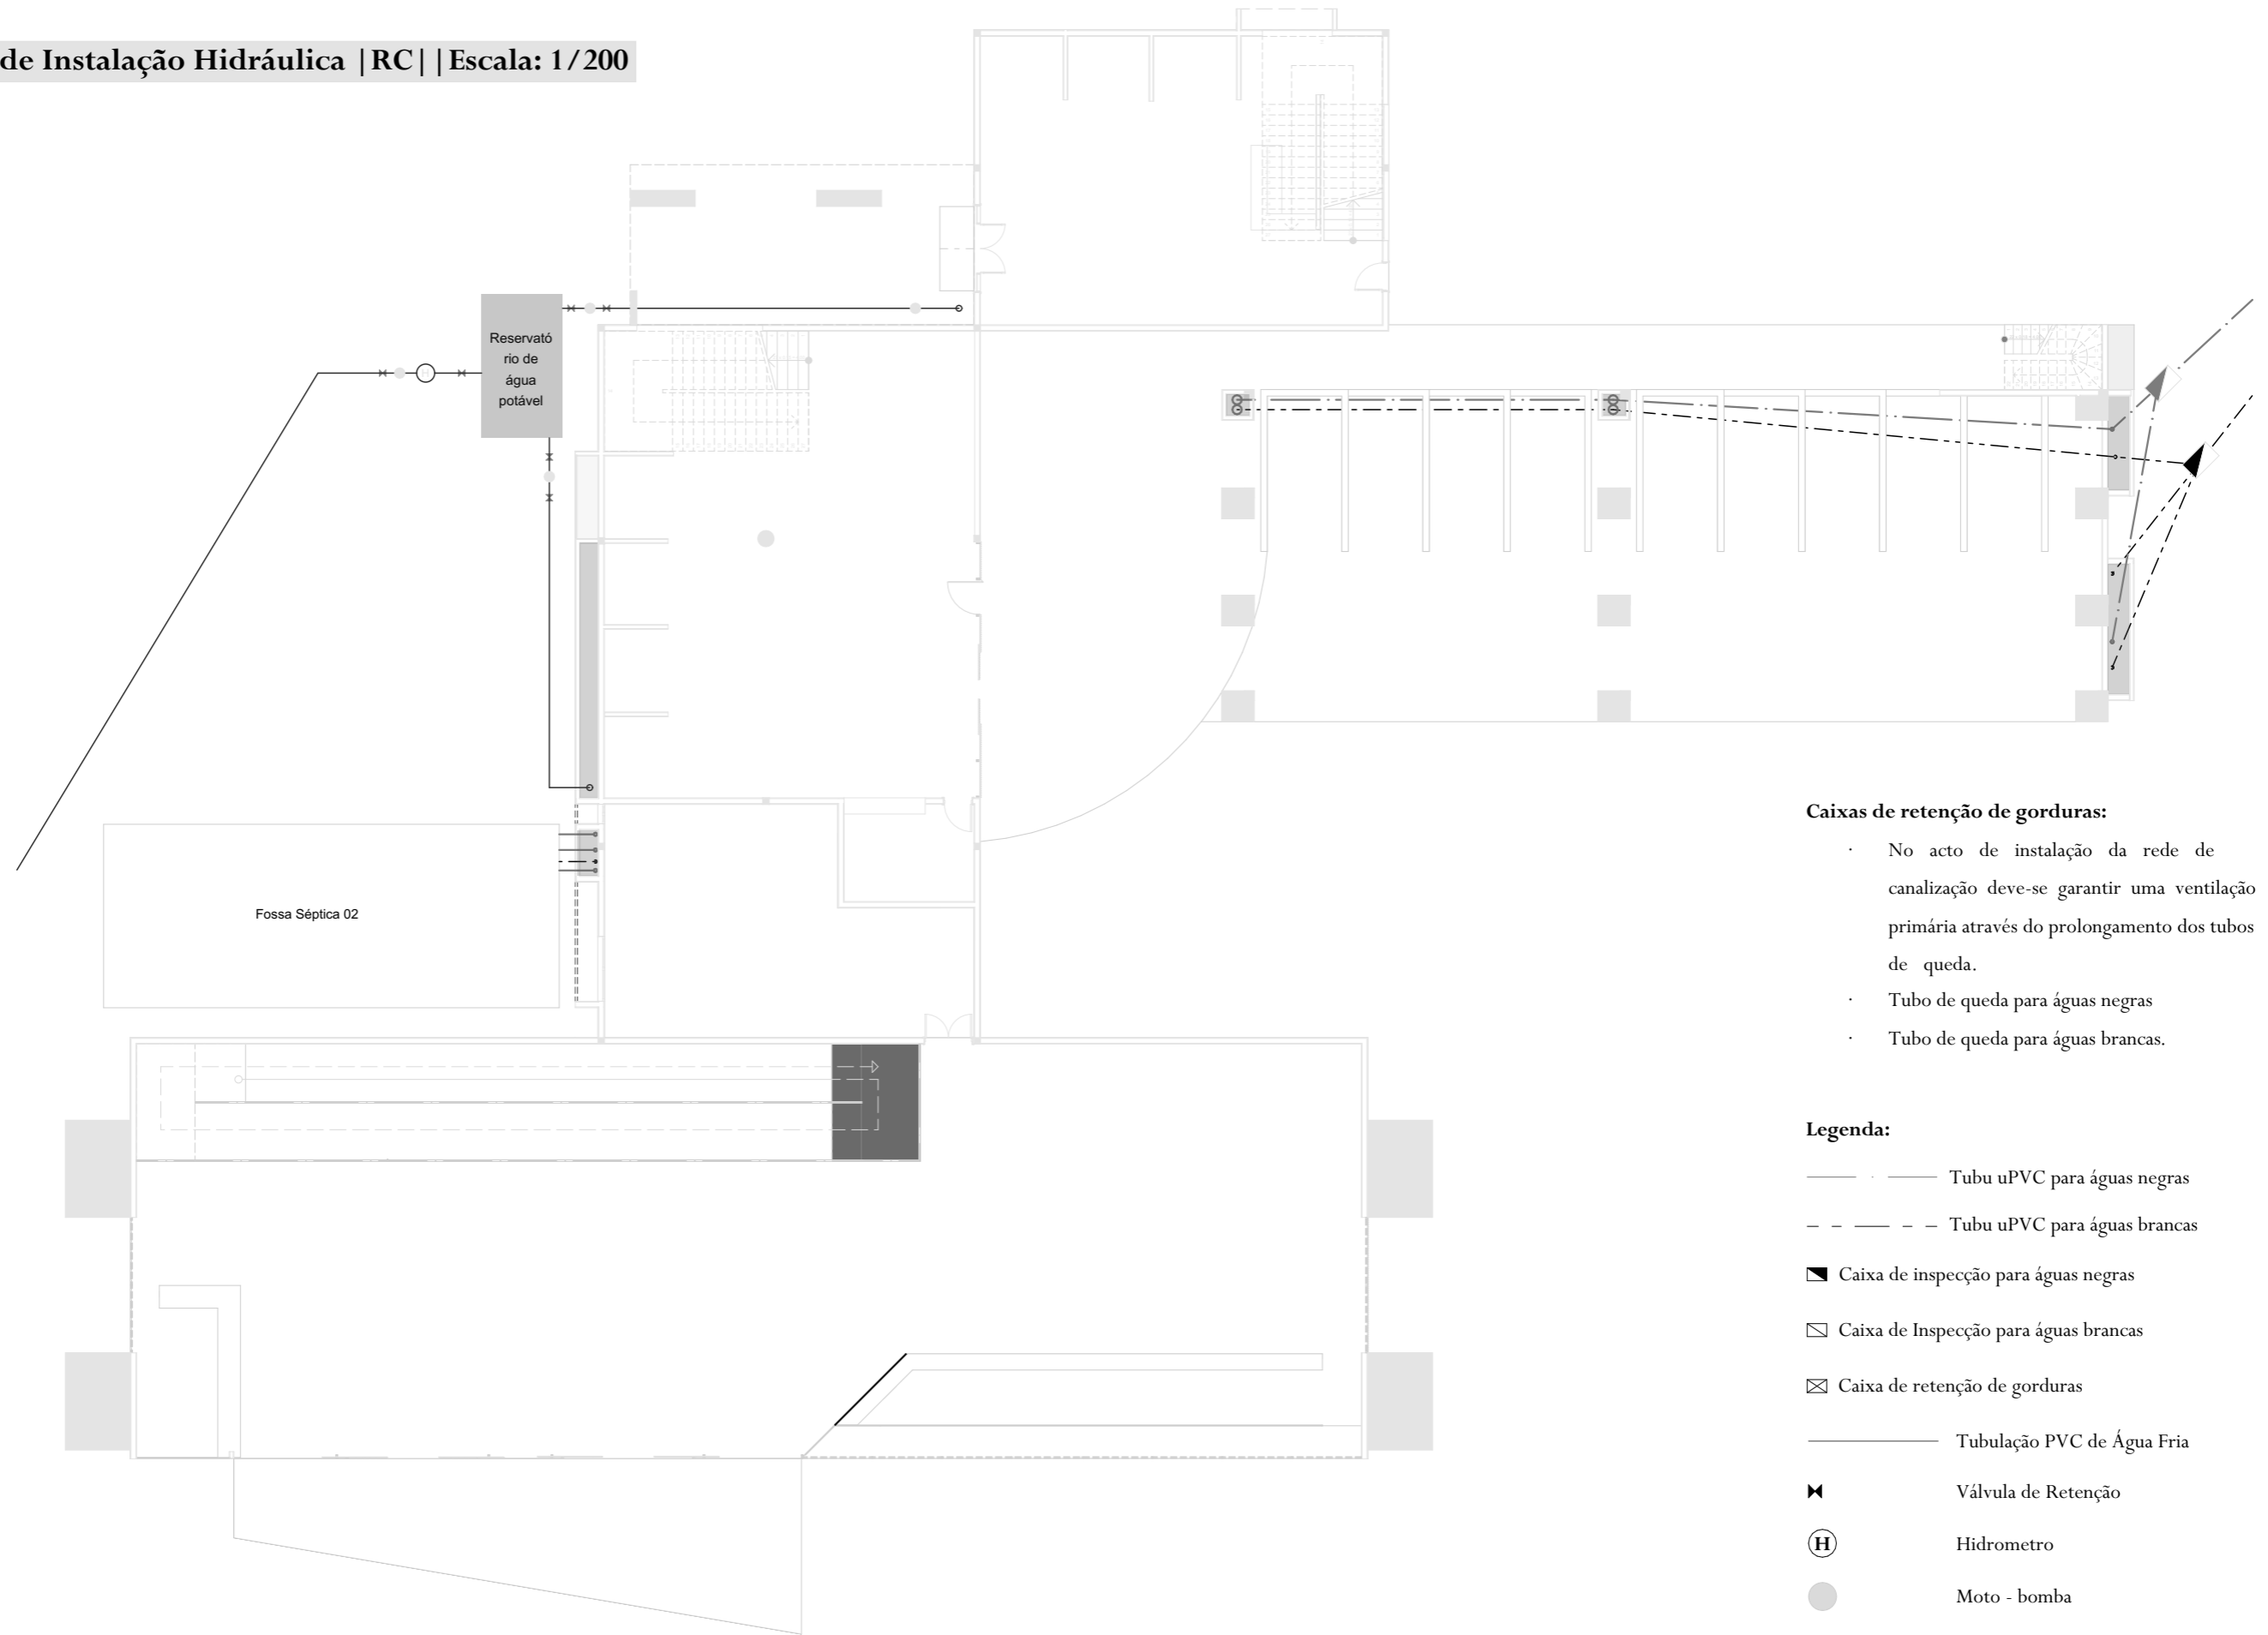 de Instalação Hidráulica |RC||Escala: 1/200
Reservató
rio de
água
potável
H
Fossa Séptica 02
Caixas de retenção de gorduras:
· No acto de instalação da rede de
canalização deve-se garantir uma ventilação
primária através do prolongamento dos tubos
de queda.
· Tubo de queda para águas negras
· Tubo de queda para águas brancas.
Legenda:
Tubu uPVC para águas negras
Tubu uPVC para águas brancas
Caixa de inspecção para águas negras
Caixa de Inspecção para águas brancas
Caixa de retenção de gorduras
Tubulação PVC de Água Fria
Válvula de Retenção
H Hidrometro
Moto - bomba